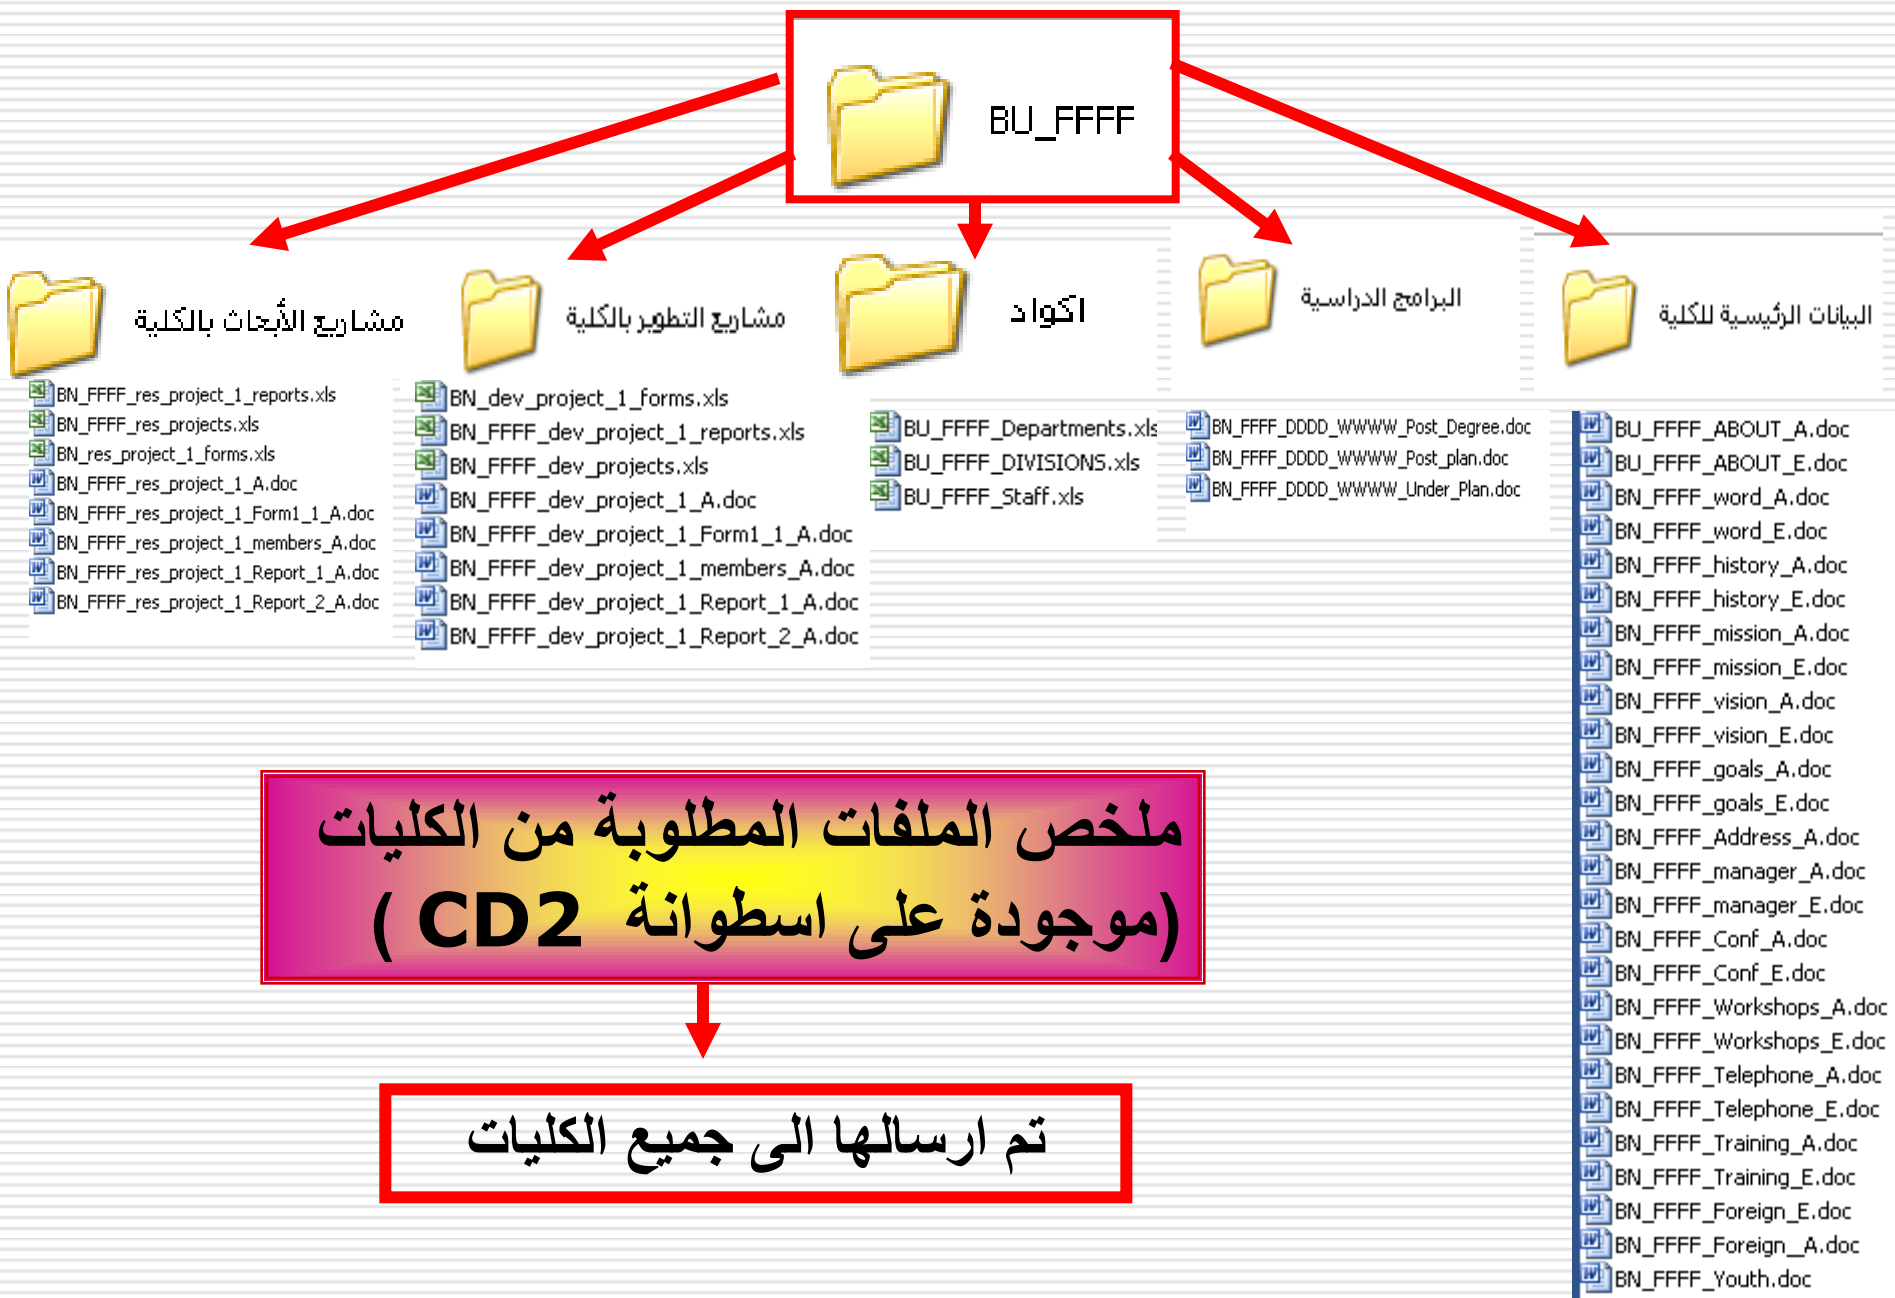 BU_FFFF
البيانات الرئيسية للكلية
BU_FFFF_ABOUT_A.doc
BU_FFFF_ABOUT_E.doc
BN_FFFF_word_A.doc
BN_FFFF_word_E.doc
BN_FFFF_history_A.doc
BN_FFFF_history_E.doc
BN_FFFF_mission_A.doc
BN_FFFF_mission_E.doc
BN_FFFF_vision_A.doc
BN_FFFF_vision_E.doc
BN_FFFF_goals_A.doc
BN_FFFF_goals_E.doc
BN_FFFF_Address_A.doc
BN_FFFF_manager_A.doc
BN_FFFF_manager_E.doc
BN_FFFF_Conf_A.doc
BN_FFFF_Conf_E.doc
BN_FFFF_Workshops_A.doc
BN_FFFF_Workshops_E.doc
BN_FFFF_Telephone_A.doc
BN_FFFF_Telephone_E.doc
BN_FFFF_Training_A.doc
BN_FFFF_Training_E.doc
BN_FFFF_Foreign_E.doc
BN_FFFF_Foreign__A.doc
BN_FFFF_Youth.doc
البرامج الدراسية
BN_FFFF_DDDD_WWWW_Post_Degree.doc
BN_FFFF_DDDD_WWWW_Post_plan.doc
BN_FFFF_DDDD_WWWW_Under_Plan.doc
اكواد
BU_FFFF_Departments.xls
BU_FFFF_DIVISIONS.xls
BU_FFFF_Staff.xls
مشاريع التطوير بالكلية
BN_dev_project_1_forms.xls
BN_FFFF_dev_project_1_reports.xls
BN_FFFF_dev_projects.xls
BN_FFFF_dev_project_1_A.doc
BN_FFFF_dev_project_1_Form1_1_A.doc
BN_FFFF_dev_project_1_members_A.doc
BN_FFFF_dev_project_1_Report_1_A.doc
BN_FFFF_dev_project_1_Report_2_A.doc
مشاريع الأبحاث بالكلية
BN_FFFF_res_project_1_reports.xls
BN_FFFF_res_projects.xls
BN_res_project_1_forms.xls
BN_FFFF_res_project_1_A.doc
BN_FFFF_res_project_1_Form1_1_A.doc
BN_FFFF_res_project_1_members_A.doc
BN_FFFF_res_project_1_Report_1_A.doc
BN_FFFF_res_project_1_Report_2_A.doc
ملخص الملفات المطلوبة من الكليات
(موجودة على اسطوانة CD2 )
تم ارسالها الى جميع الكليات